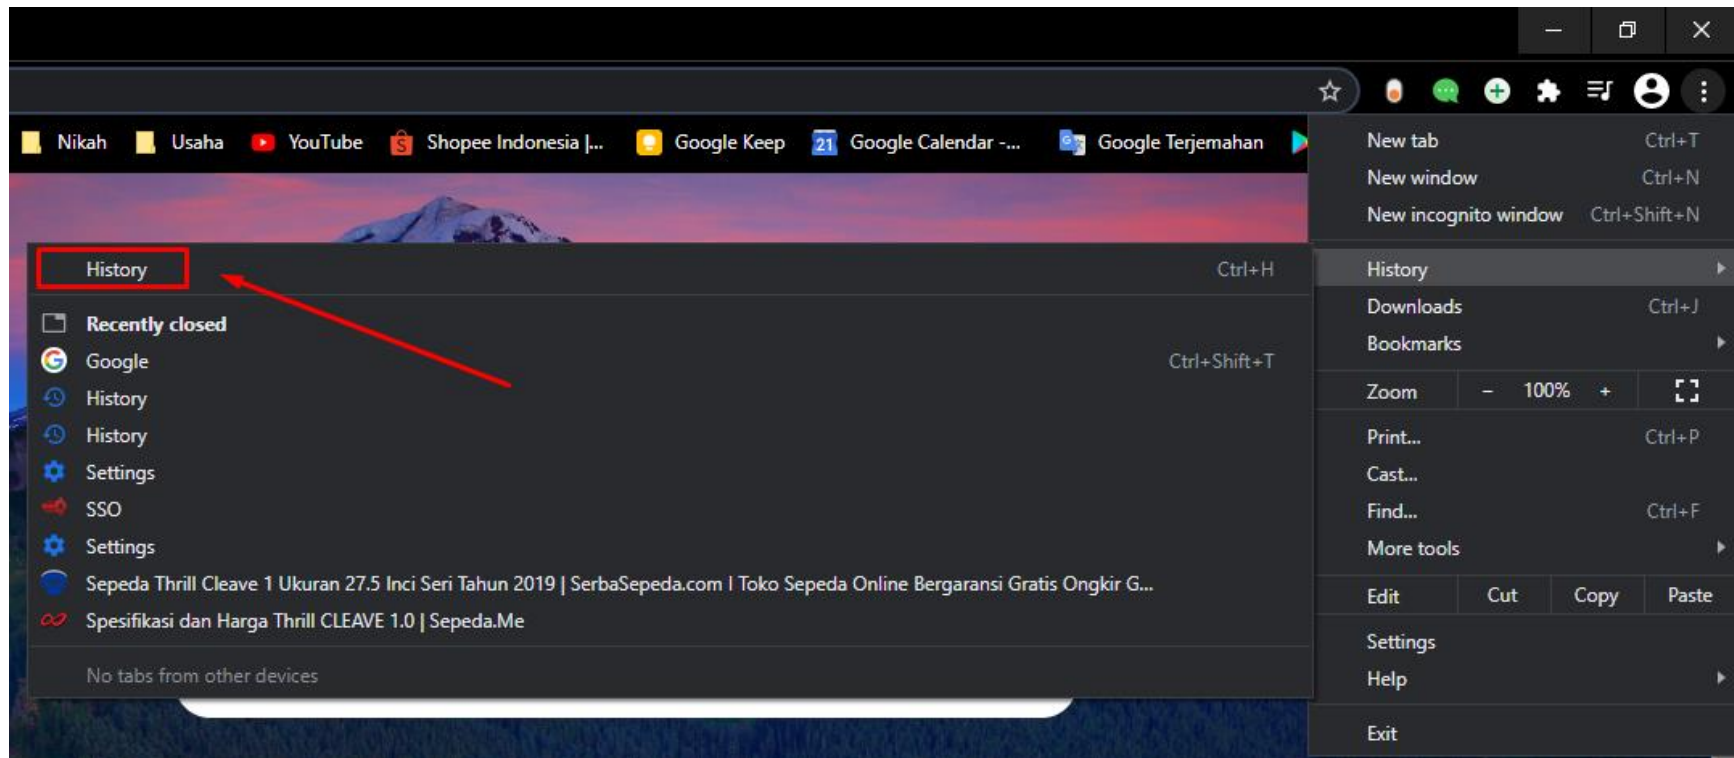 Nikah Usaha YouTube Shopee Indonesia |... Google Keep 21 Google Calendar -... Google Terjemahan
New tab Ctrl+T
New window Ctrl+N
New incognito window Ctrl+Shift+N
History
Downloads Ctrl+J
Bookmarks
Zoom - 100% +
Print... Ctrl+P
Cast...
Find... Ctrl+F
More tools
Edit Cut Copy Paste
Settings
Help
Exit
History Ctrl+H
Recently closed
Google Ctrl+Shift+T
History
History
Settings
SSO
Settings
Sepeda Thrill Cleave 1 Ukuran 27.5 Inci Seri Tahun 2019 | SerbaSepeda.com I Toko Sepeda Online Bergaransi Gratis Ongkir G...
Spesifikasi dan Harga Thrill CLEAVE 1.0 | Sepeda.Me
No tabs from other devices